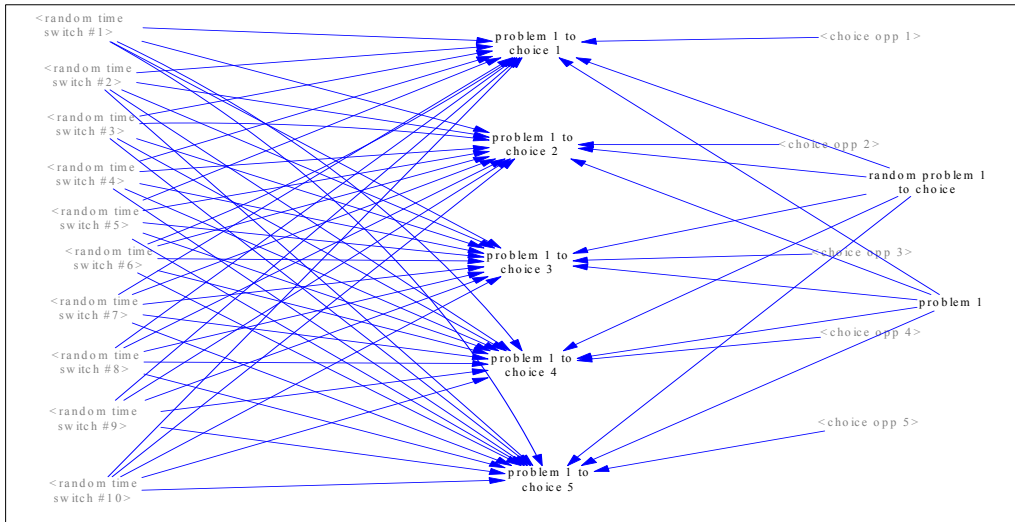 <random time
switch #1>
<random time
switch #2>
<random time
switch #3>
<random time
switch #4>
<random time
switch #5>
<random time
switch #6>
<random time
switch #7>
<random time
switch #8>
<random time
switch #9>
<random time
switch #10>
problem 1 to
choice 1
problem 1 to
choice 2
problem 1 to
choice 3
problem 1 to
choice 4
problem 1 to
choice 5
<choice opp 1>
<choice opp 2>
random problem 1
to choice
<choice opp 3>
problem 1
<choice opp 4>
<choice opp 5>